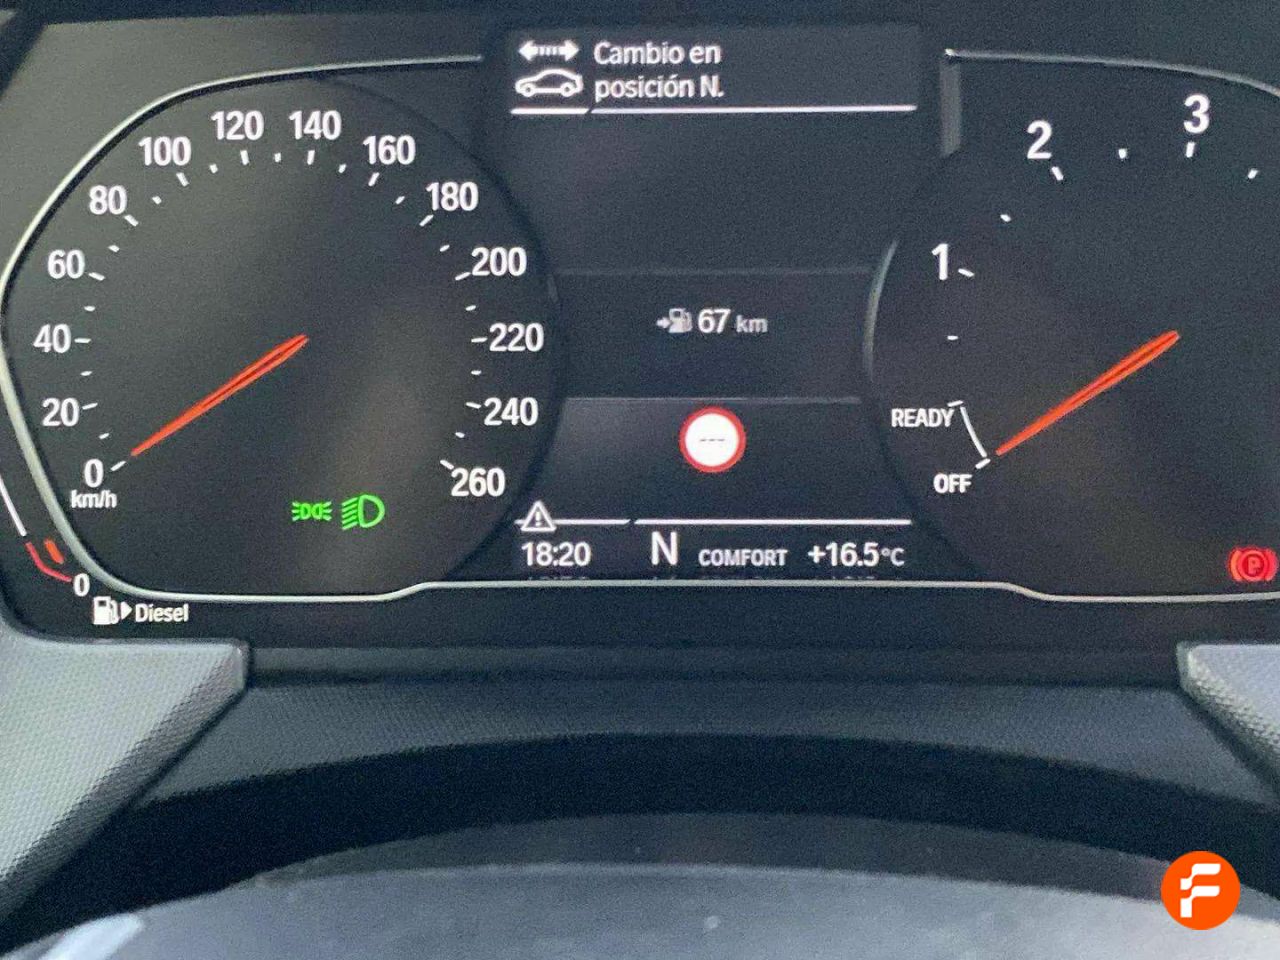 Cambio en
posición N.
0
20
40
60
80
100
120
140
160
180
200
220
240
260
km/h
67 km
---
18:20
N
COMFORT
+16.5°C
1
2
3
READY
OFF
P
0
Diesel
F